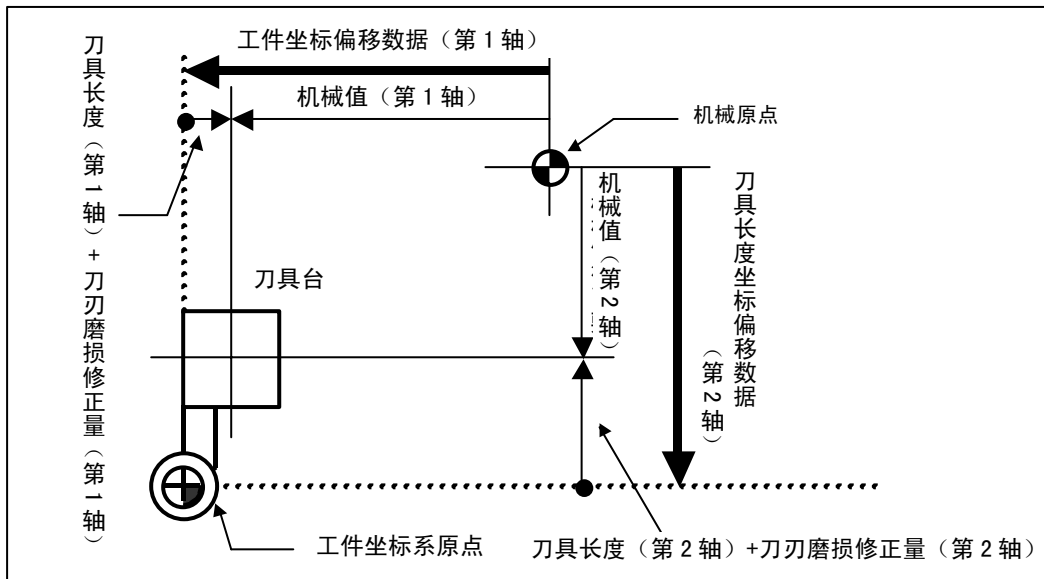 工件坐标偏移数据（第1轴）
机械值（第1轴）
机械原点
刀具长度（第1轴）+刀刃磨损修正量（第1轴）
刀具台
机械值（第2轴）
刀具长度坐标偏移数据
（第2轴）
工件坐标系原点
刀具长度（第2轴）+刀刃磨损修正量（第2轴）